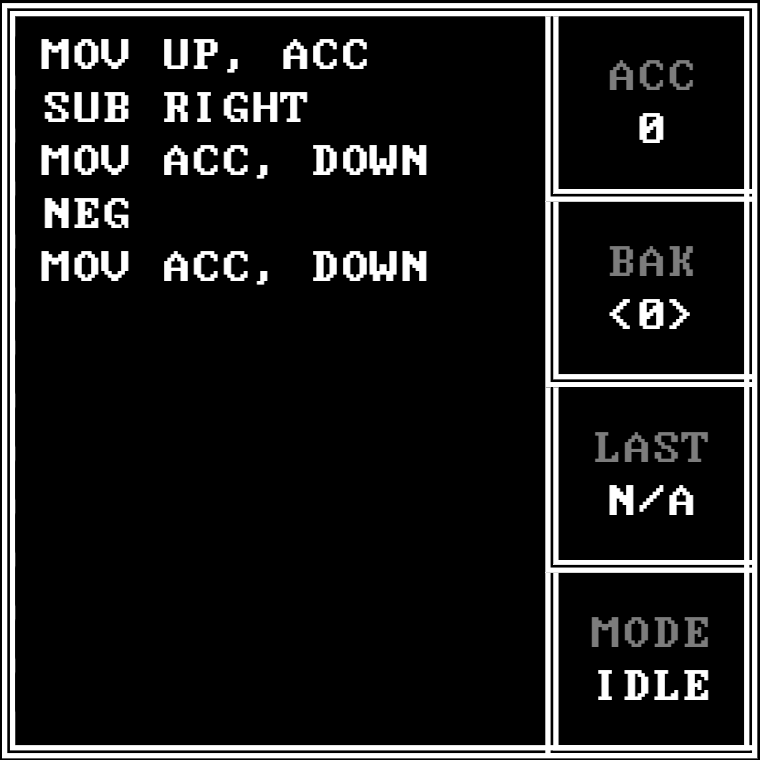 MOV UP, ACC
SUB RIGHT
MOV ACC, DOWN
NEG
MOV ACC, DOWN
ACC
0
BAK
<0>
LAST
N/A
MODE
IDLE